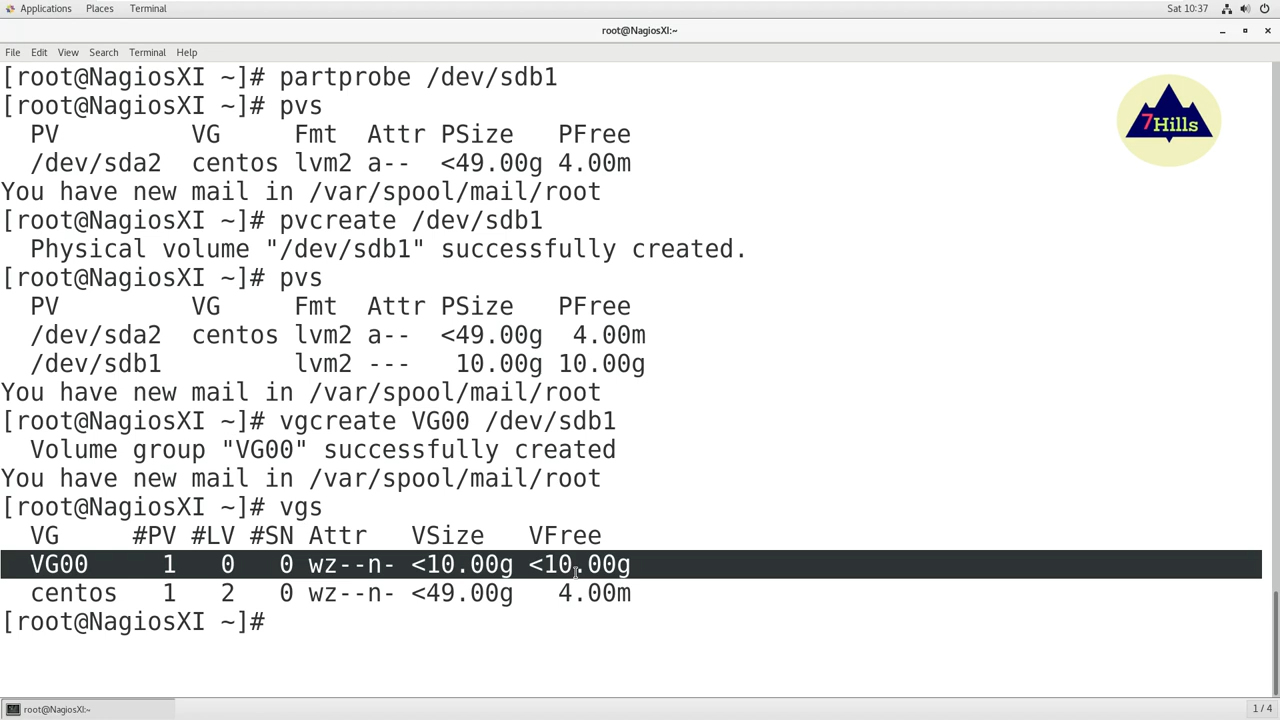 Applications Places Terminal Sat 10:37
root@NagiosXI:~
File Edit View Search Terminal Help
[root@NagiosXI ~]# partprobe /dev/sdb1
[root@NagiosXI ~]# pvs
  PV         VG     Fmt  Attr PSize   PFree
  /dev/sda2  centos lvm2 a--  <49.00g 4.00m
You have new mail in /var/spool/mail/root
[root@NagiosXI ~]# pvcreate /dev/sdb1
  Physical volume "/dev/sdb1" successfully created.
[root@NagiosXI ~]# pvs
  PV         VG     Fmt  Attr PSize   PFree
  /dev/sda2  centos lvm2 a--  <49.00g  4.00m
  /dev/sdb1         lvm2 ---   10.00g 10.00g
You have new mail in /var/spool/mail/root
[root@NagiosXI ~]# vgcreate VG00 /dev/sdb1
  Volume group "VG00" successfully created
You have new mail in /var/spool/mail/root
[root@NagiosXI ~]# vgs
  VG     #PV #LV #SN Attr   VSize   VFree
  VG00     1   0   0 wz--n- <10.00g <10.00g
  centos   1   2   0 wz--n- <49.00g   4.00m
[root@NagiosXI ~]#
7Hills
root@NagiosXI:~ 1 / 4